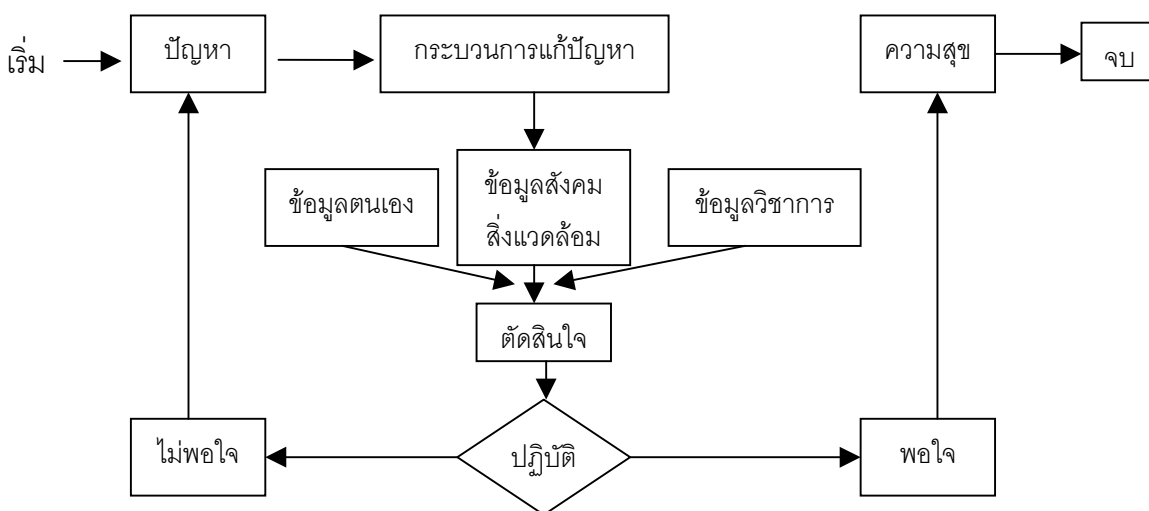 เริ่ม
ปัญหา
กระบวนการแก้ปัญหา
ความสุข
จบ
ข้อมูลตนเอง
ข้อมูลสังคม
สิ่งแวดล้อม
ข้อมูลวิชาการ
ตัดสินใจ
ไม่พอใจ
ปฏิบัติ
พอใจ